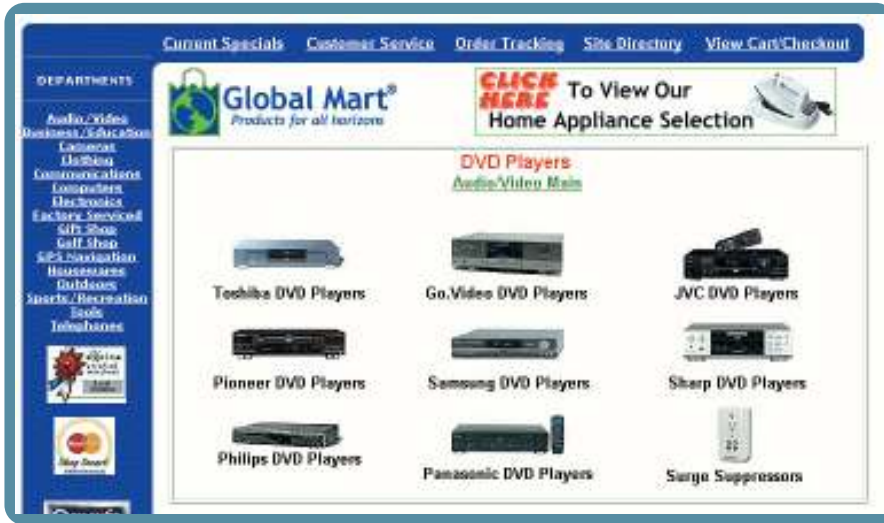 Current Specials Customer Service Order Tracking Site Directory View Cart/Checkout
DEPARTMENTS
Audio/Video
Business/Education
Cameras
Clothing
Communications
Computers
Electronics
Factory Serviced
Gift Shop
Golf Shop
GPS Navigation
Housewares
Outdoors
Sports/Recreation
Tools
Telephones
Shop Smart!
Global Mart®
Products for all horizons
CLICK HERE To View Our
Home Appliance Selection
DVD Players
Audio/Video Main
Toshiba DVD Players Go.Video DVD Players JVC DVD Players
Pioneer DVD Players Samsung DVD Players Sharp DVD Players
Philips DVD Players Panasonic DVD Players Surge Suppressors